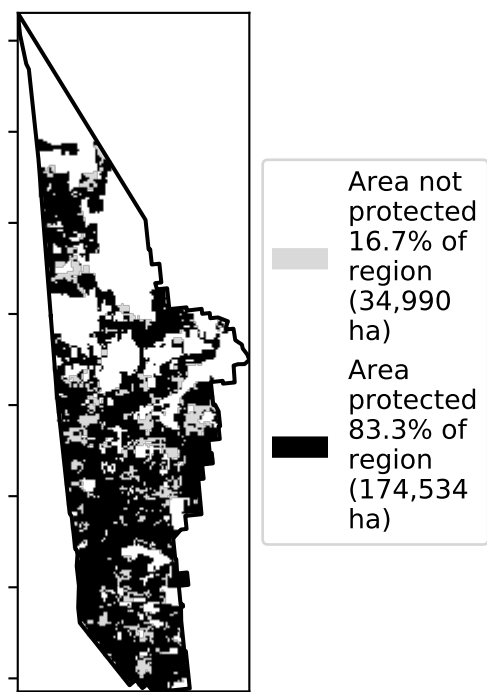 Area not
protected
16.7% of
region
(34,990
ha)
Area
protected
83.3% of
region
(174,534
ha)